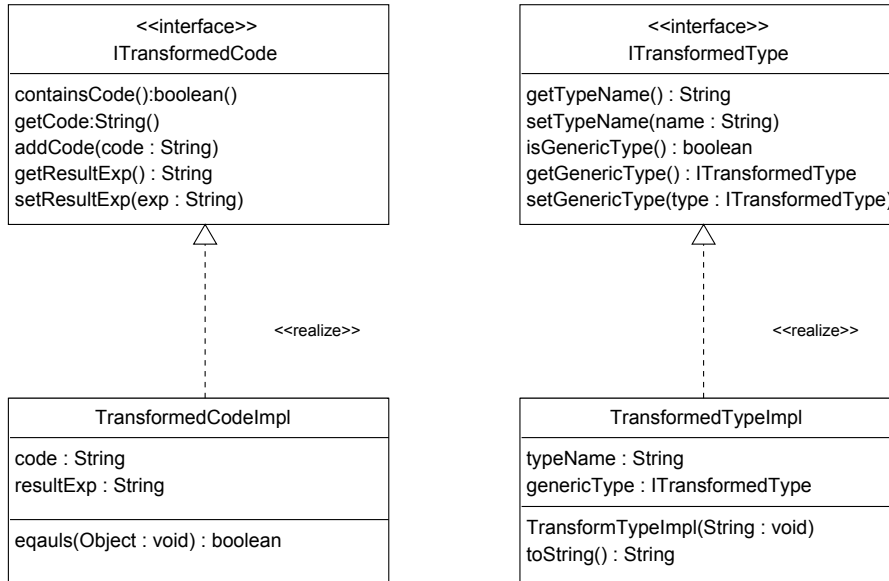 <<interface>>
ITransformedCode
containsCode():boolean()
getCode:String()
addCode(code : String)
getResultExp() : String
setResultExp(exp : String)
<<interface>>
ITransformedType
getTypeName() : String
setTypeName(name : String)
isGenericType() : boolean
getGenericType() : ITransformedType
setGenericType(type : ITransformedType)
<<realize>>
<<realize>>
TransformedCodeImpl
code : String
resultExp : String
eqauls(Object : void) : boolean
TransformedTypeImpl
typeName : String
genericType : ITransformedType
TransformTypeImpl(String : void)
toString() : String